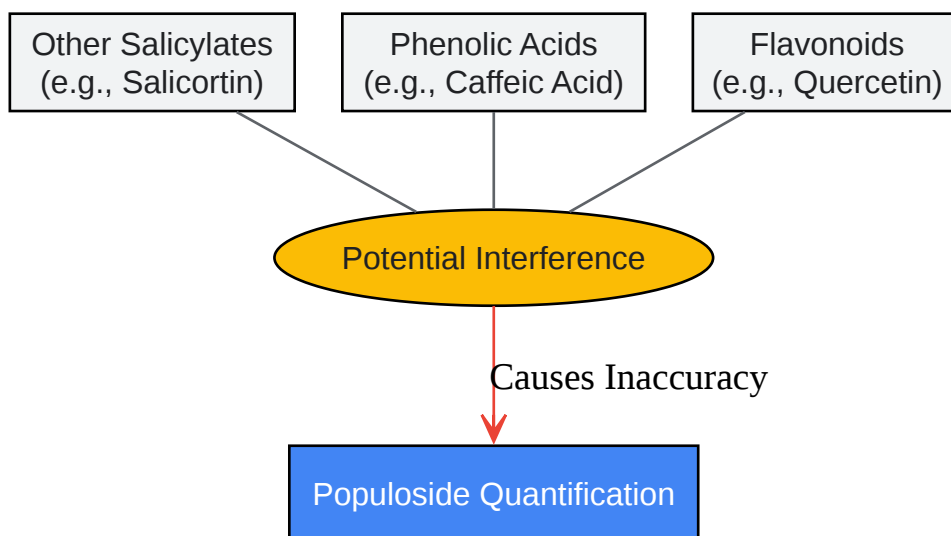 Other Salicylates
(e.g., Salicortin)
Phenolic Acids
(e.g., Caffeic Acid)
Flavonoids
(e.g., Quercetin)
Potential Interference
Causes Inaccuracy
Populoside Quantification